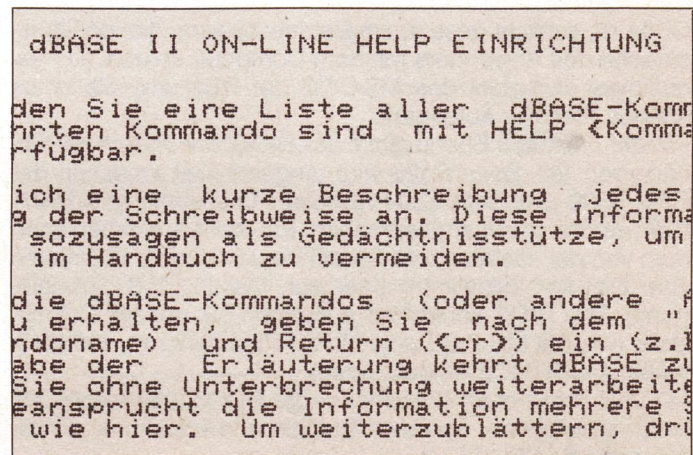 dBASE II ON-LINE HELP EINRICHTUNG
den Sie eine Liste aller dBASE-Komm
hrten Kommando sind mit HELP <Komma
rfügbar.
ich eine kurze Beschreibung jedes
g der Schreibweise an. Diese Informa
sozusagen als Gedächtnisstütze, um
im Handbuch zu vermeiden.
die dBASE-Kommandos (oder andere A
u erhalten, geben Sie nach dem "
ndoname) und Return (<cr>) ein (z.B
abe der Erläuterung kehrt dBASE zu
Sie ohne Unterbrechung weiterarbeite
eansprucht die Information mehrere S
wie hier. Um weiterzublättern, drü